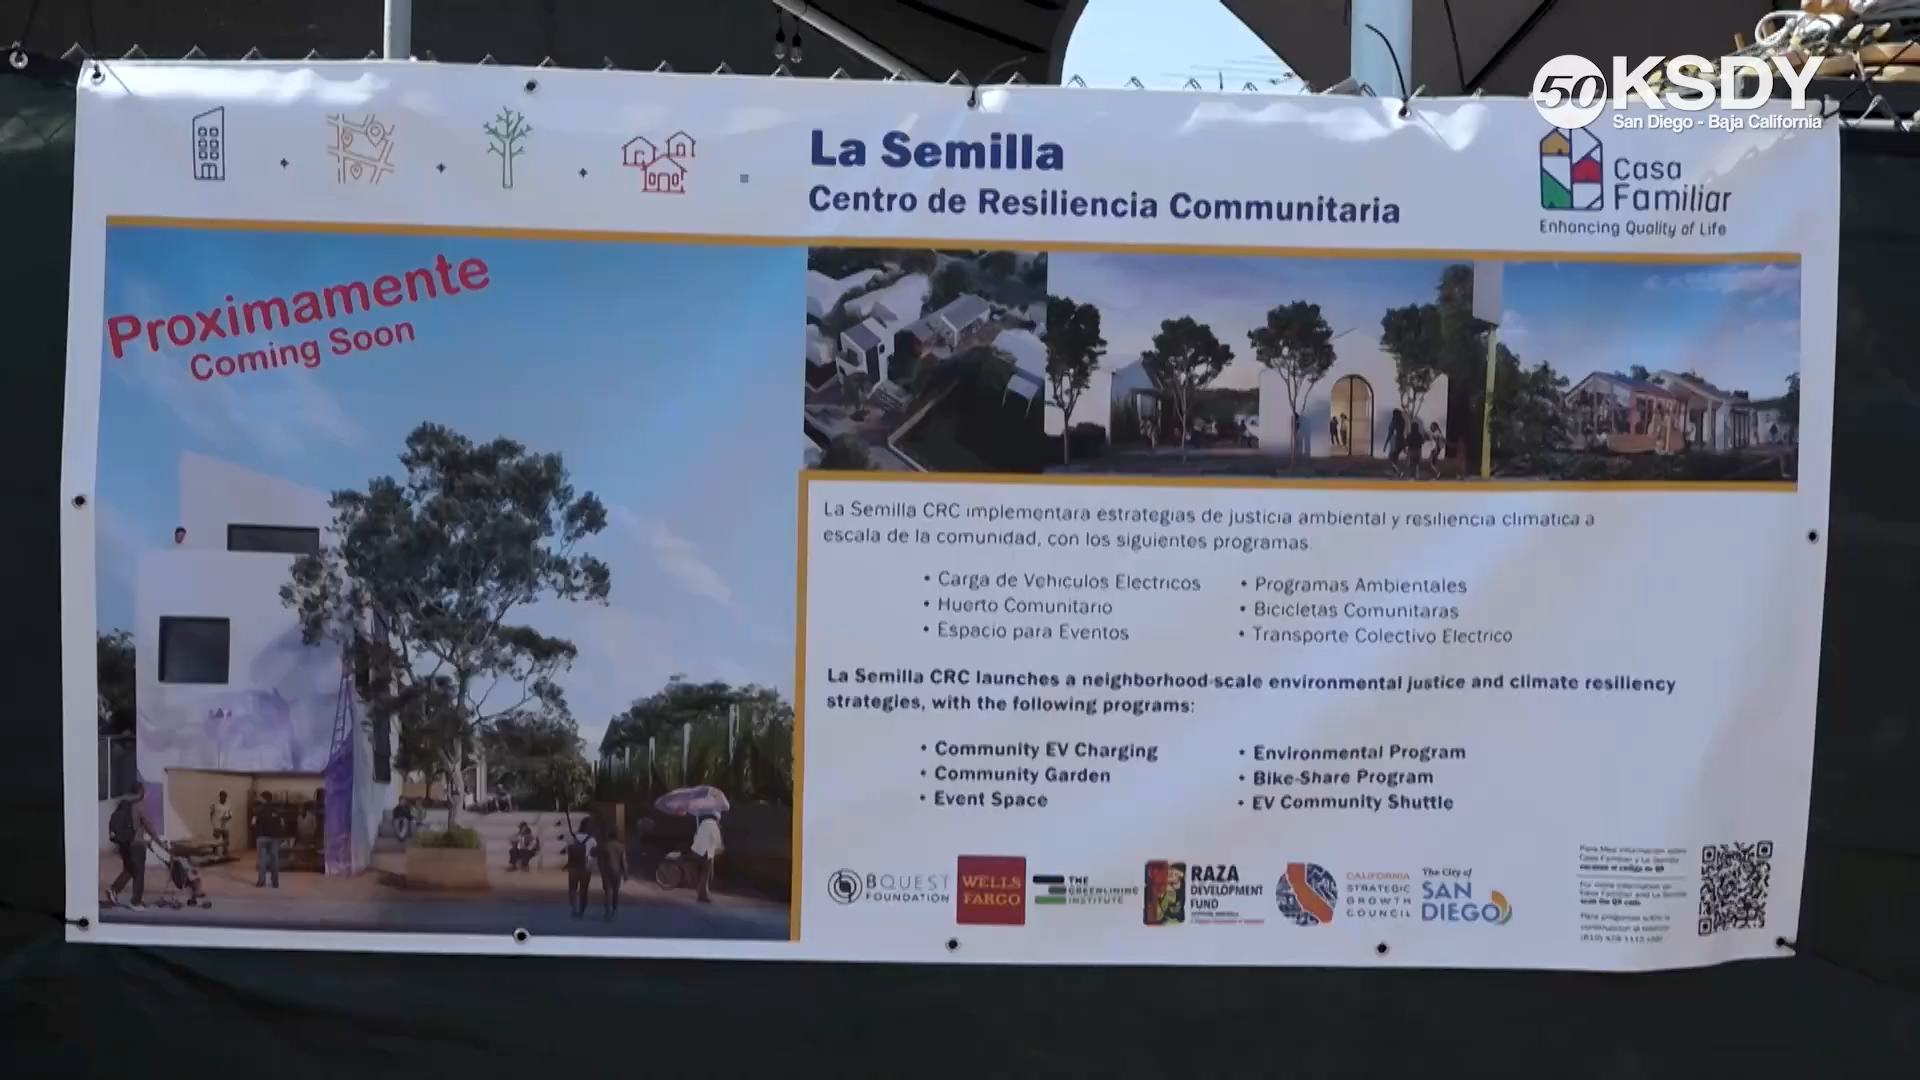 50 KSDY
San Diego - Baja California
La Semilla
Centro de Resiliencia Communitaria
Casa
Familiar
Enhancing Quality of Life
Proximamente
Coming Soon
La Semilla CRC implementara estrategias de justicia ambiental y resiliencia climatica a
escala de la comunidad, con los siguientes programas:
• Carga de Vehiculos Electricos
• Huerto Comunitario
• Espacio para Eventos
• Programas Ambientales
• Bicicletas Comunitaras
• Transporte Colectivo Electrico
La Semilla CRC launches a neighborhood-scale environmental justice and climate resiliency
strategies, with the following programs:
• Community EV Charging
• Community Garden
• Event Space
• Environmental Program
• Bike-Share Program
• EV Community Shuttle
BQUEST
FOUNDATION
WELLS
FARGO
THE
GREENLINING
INSTITUTE
RAZA
DEVELOPMENT
FUND
CALIFORNIA
STRATEGIC
GROWTH
COUNCIL
The City of
SAN
DIEGO